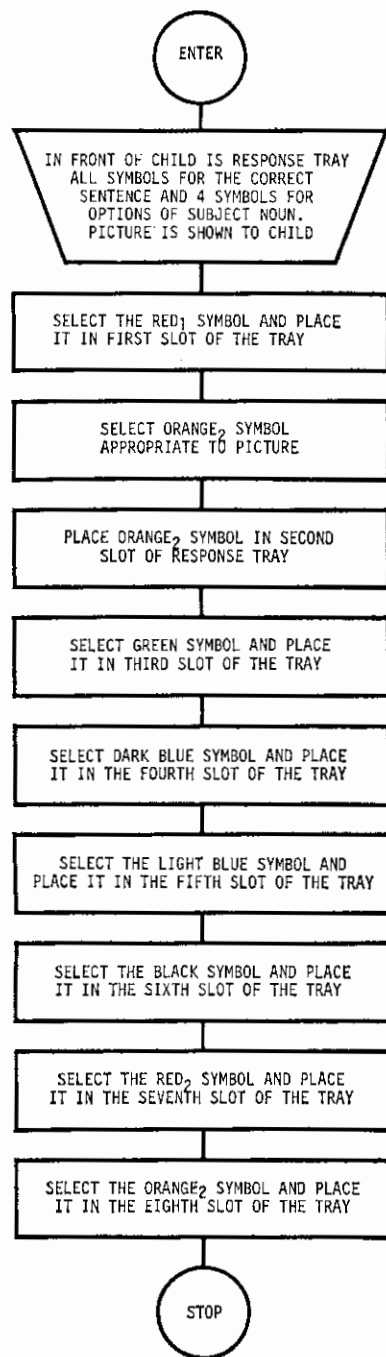 ENTER
IN FRONT OF CHILD IS RESPONSE TRAY
ALL SYMBOLS FOR THE CORRECT
SENTENCE AND 4 SYMBOLS FOR
OPTIONS OF SUBJECT NOUN.
PICTURE IS SHOWN TO CHILD
SELECT THE RED₁ SYMBOL AND PLACE
IT IN FIRST SLOT OF THE TRAY
SELECT ORANGE₂ SYMBOL
APPROPRIATE TO PICTURE
PLACE ORANGE₂ SYMBOL IN SECOND
SLOT OF RESPONSE TRAY
SELECT GREEN SYMBOL AND PLACE
IT IN THIRD SLOT OF THE TRAY
SELECT DARK BLUE SYMBOL AND PLACE
IT IN THE FOURTH SLOT OF THE TRAY
SELECT THE LIGHT BLUE SYMBOL AND
PLACE IT IN THE FIFTH SLOT OF THE TRAY
SELECT THE BLACK SYMBOL AND PLACE
IT IN THE SIXTH SLOT OF THE TRAY
SELECT THE RED₂ SYMBOL AND PLACE
IT IN THE SEVENTH SLOT OF THE TRAY
SELECT THE ORANGE₂ SYMBOL AND PLACE
IT IN THE EIGHTH SLOT OF THE TRAY
STOP